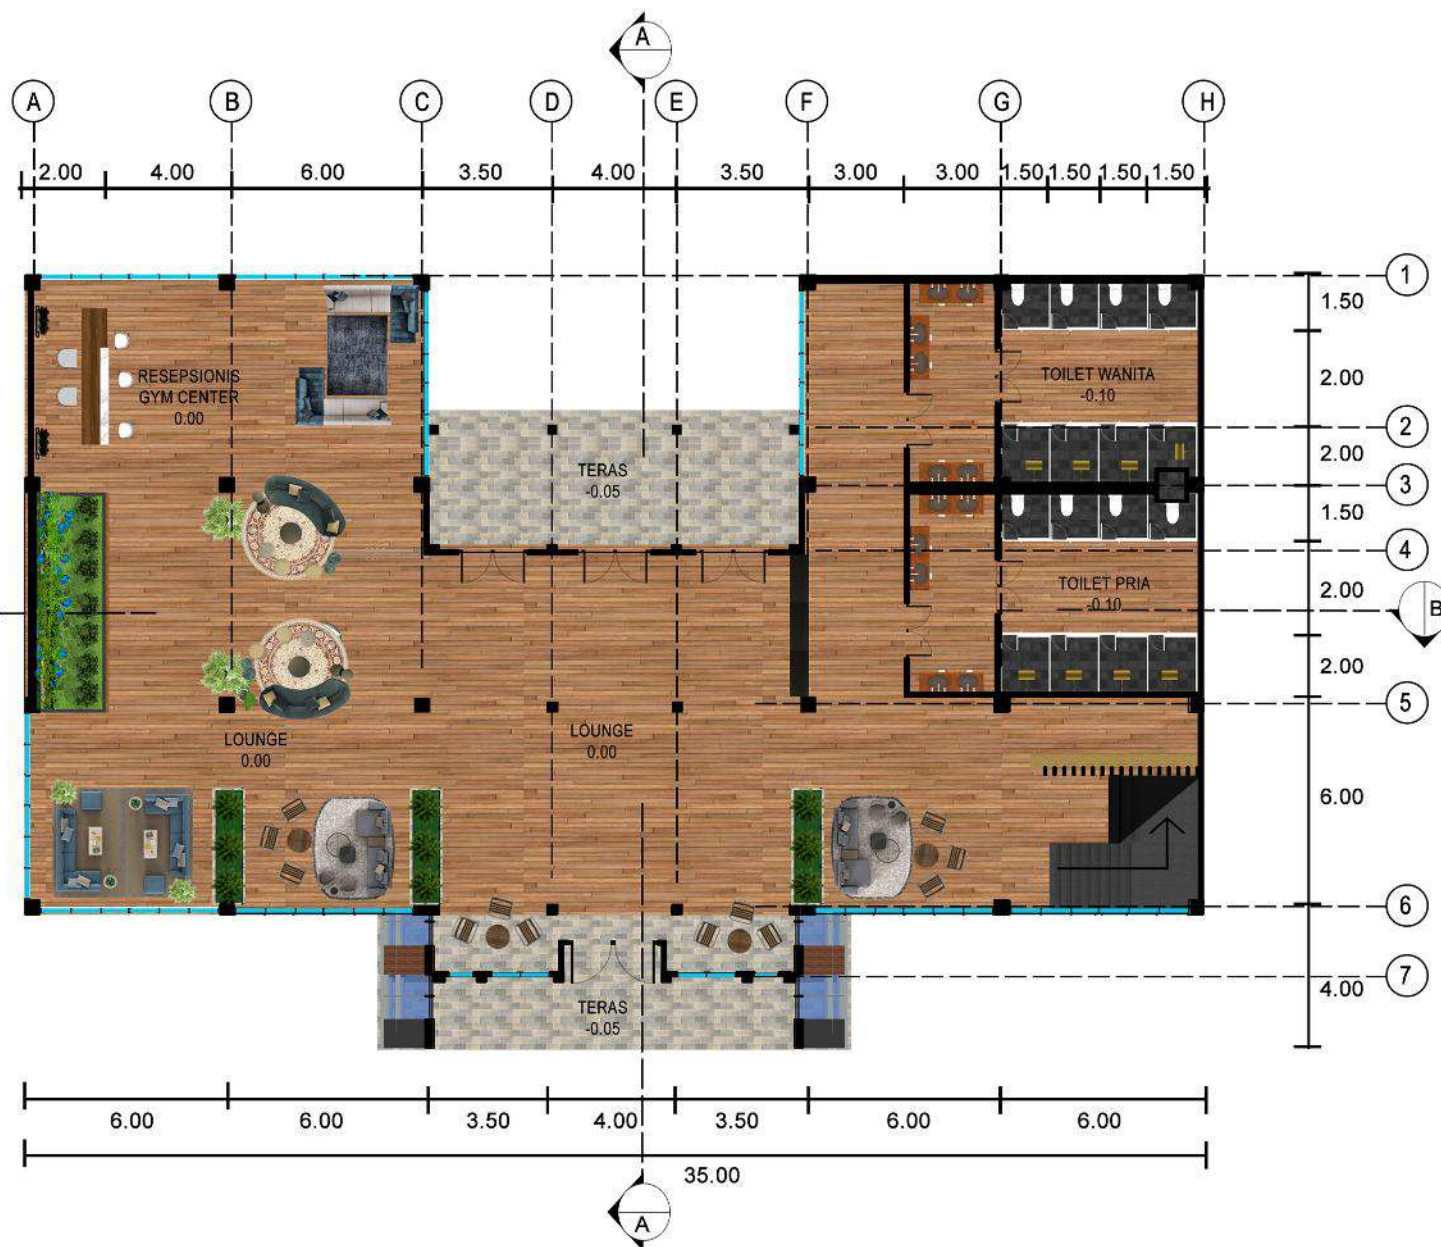 A
A B C D E F G H
2.00 4.00 6.00 3.50 4.00 3.50 3.00 3.00 1.50 1.50 1.50 1.50
1
1.50
RESEPSIONIS
GYM CENTER
0.00
TOILET WANITA
-0.10
2.00
2
TERAS
-0.05
2.00
3
1.50
4
TOILET PRIA
-0.10
2.00
B
2.00
5
LOUNGE
0.00
LOUNGE
0.00
6.00
6
7
TERAS
-0.05
4.00
6.00 6.00 3.50 4.00 3.50 6.00 6.00
35.00
A